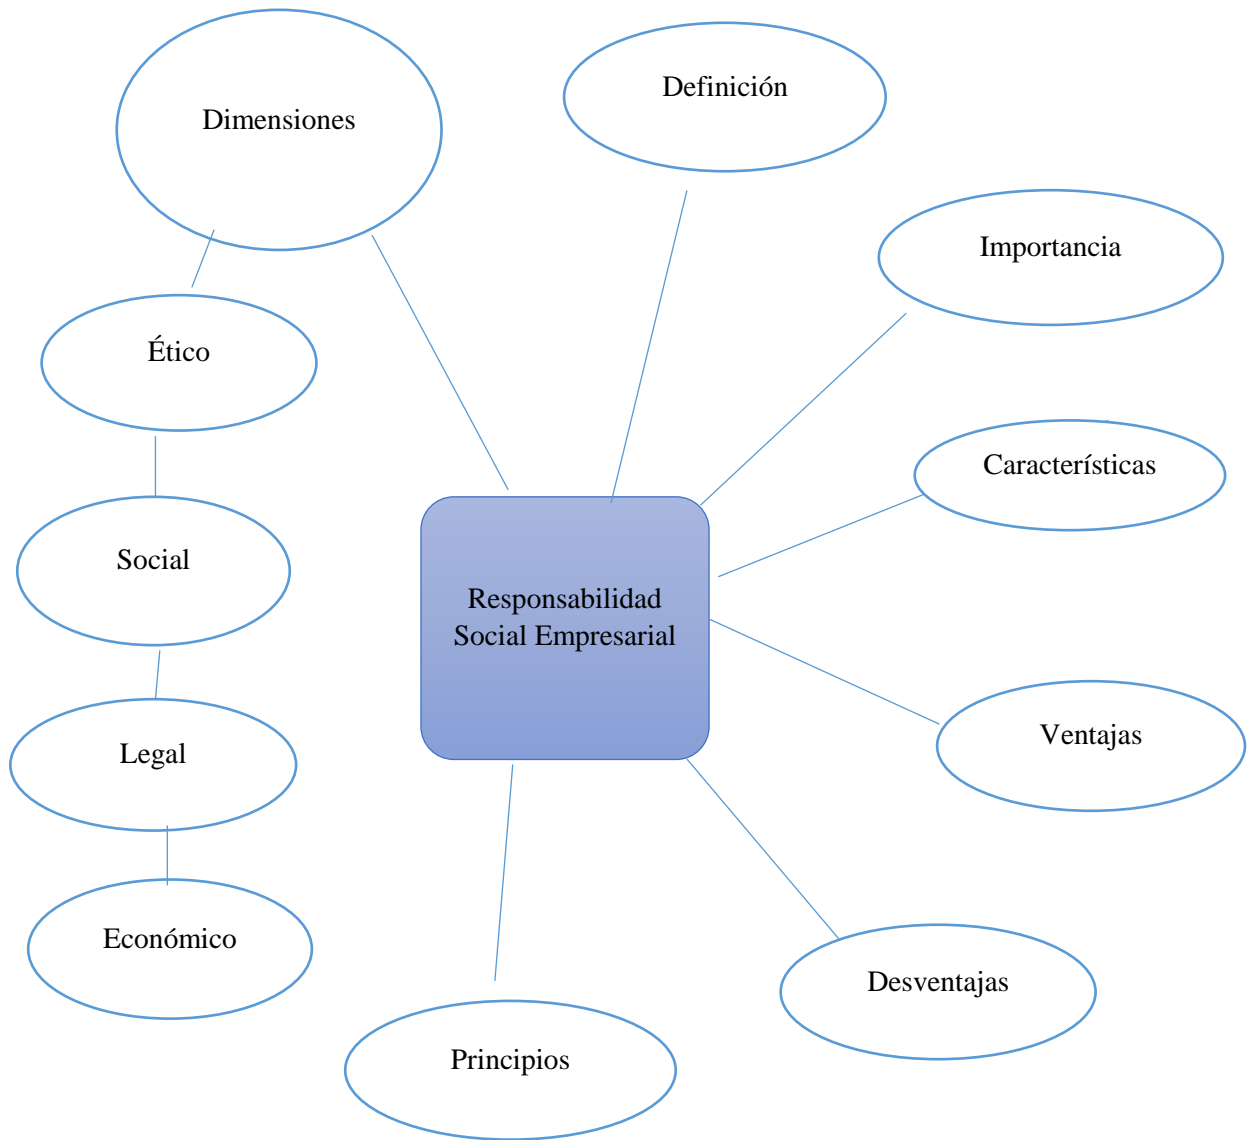 Dimensiones
Definición
Importancia
Ético
Características
Social
Responsabilidad
Social Empresarial
Legal
Ventajas
Económico
Desventajas
Principios